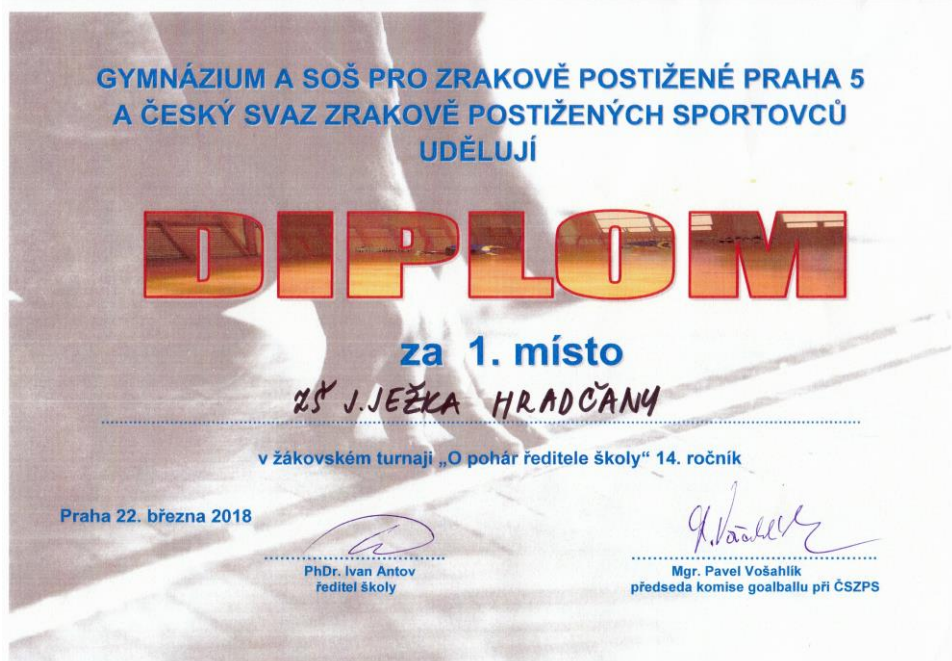 GYMNÁZIUM A SOŠ PRO ZRAKOVĚ POSTIŽENÉ PRAHA 5
A ČESKÝ SVAZ ZRAKOVĚ POSTIŽENÝCH SPORTOVCŮ
UDĚLUJÍ
DIPLOM
za 1. místo
ZŠ J.JEŽKA HRADČANY
v žákovském turnaji „O pohár ředitele školy“ 14. ročník
Praha 22. března 2018
PhDr. Ivan Antov
ředitel školy
Mgr. Pavel Vošahlík
předseda komise goalballu při ČSZPS